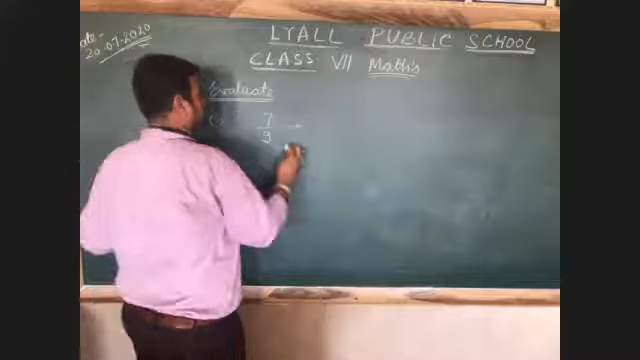 Date-
20.07.2020
LYALL PUBLIC SCHOOL
CLASS VII Maths
Evaluate
7
9
-